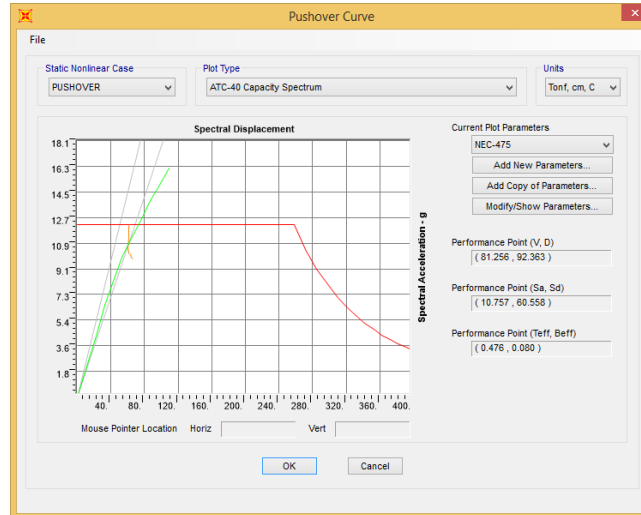 Pushover Curve
File
Static Nonlinear Case
PUSHOVER
Plot Type
ATC-40 Capacity Spectrum
Units
Tonf, cm, C
Spectral Displacement
18.1
16.3
14.5
12.7
10.9
9.1
7.3
5.4
3.6
1.8
40. 80. 120. 160. 200. 240. 280. 320. 360. 400.
Spectral Acceleration - g
Mouse Pointer Location Horiz Vert
Current Plot Parameters
NEC-475
Add New Parameters...
Add Copy of Parameters...
Modify/Show Parameters...
Performance Point (V, D)
( 81.256 , 92.363 )
Performance Point (Sa, Sd)
( 10.757 , 60.558 )
Performance Point (Teff, Beff)
( 0.476 , 0.080 )
OK
Cancel